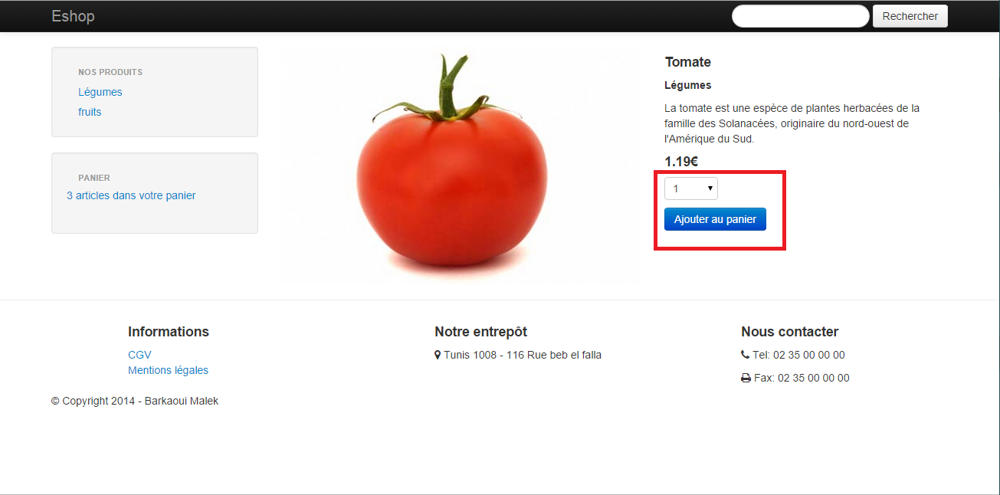 Eshop
Rechercher
NOS PRODUITS
Légumes
fruits
PANIER
3 articles dans votre panier
Tomate
Légumes
La tomate est une espèce de plantes herbacées de la
famille des Solanacées, originaire du nord-ouest de
l'Amérique du Sud.
1.19€
1
Ajouter au panier
Informations
CGV
Mentions légales
Notre entrepôt
Tunis 1008 - 116 Rue beb el falla
Nous contacter
Tel: 02 35 00 00 00
Fax: 02 35 00 00 00
© Copyright 2014 - Barkaoui Malek